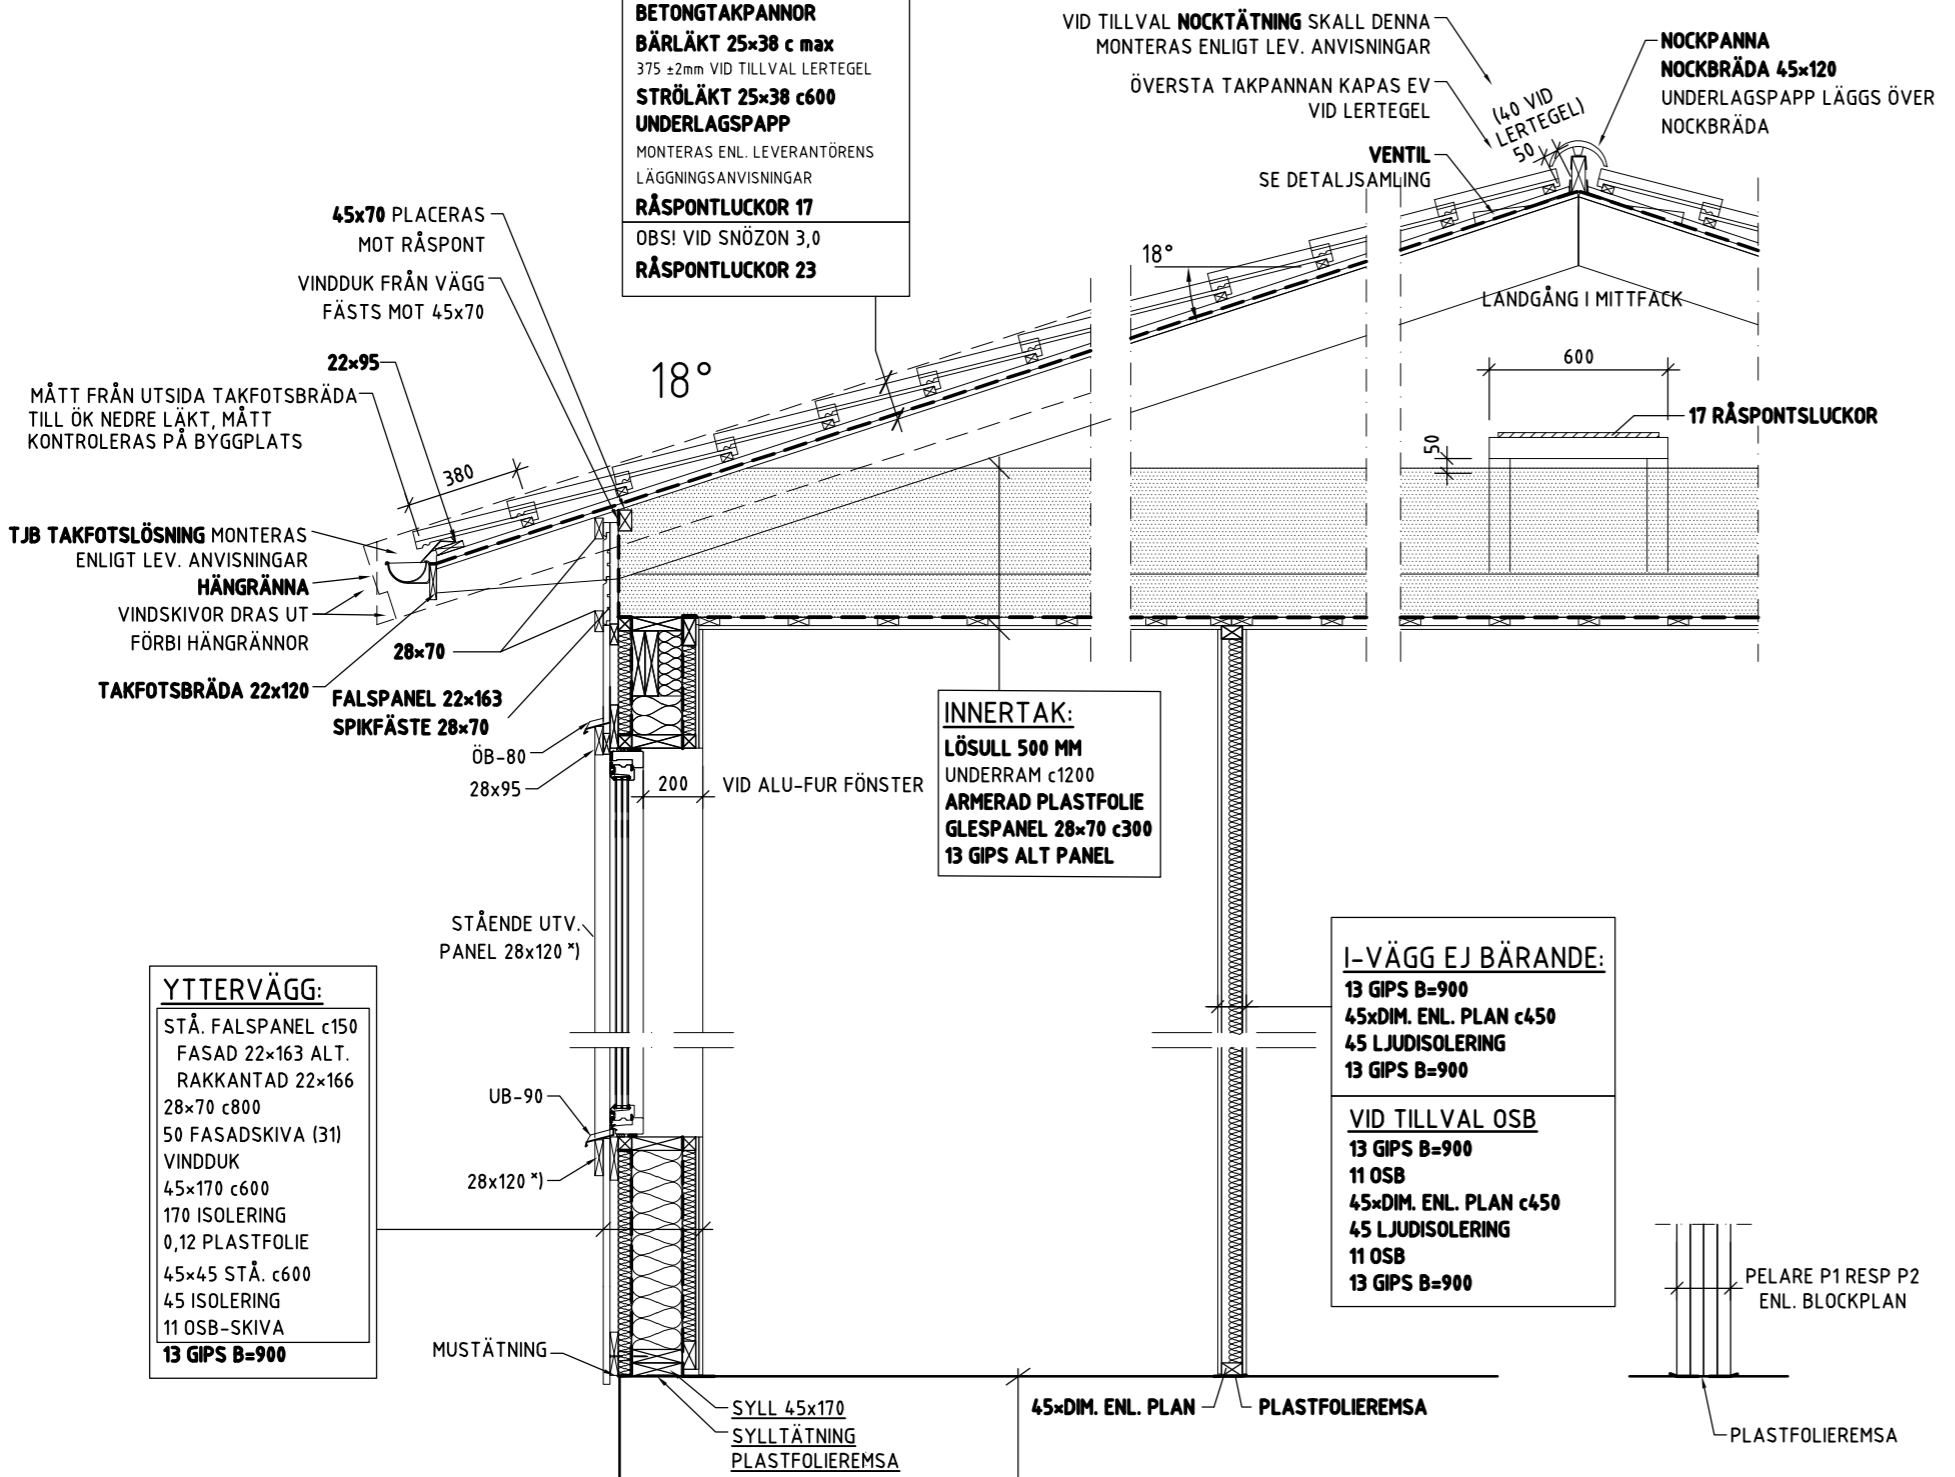 BETONGTAKPANNOR
BÄRLÄKT 25×38 c max
375 ±2mm VID TILLVAL LERTEGEL
STRÖLÄKT 25×38 c600
UNDERLAGSPAPP
MONTERAS ENL. LEVERANTÖRENS
LÄGGNINGSANVISNINGAR
RÅSPONTLUCKOR 17
OBS! VID SNÖZON 3,0
RÅSPONTLUCKOR 23
VID TILLVAL NOCKTÄTNING SKALL DENNA
MONTERAS ENLIGT LEV. ANVISNINGAR
ÖVERSTA TAKPANNAN KAPAS EV
VID LERTEGEL
VENTIL
SE DETALJSAMLING
(40 VID
LERTEGEL)
50
NOCKPANNA
NOCKBRÄDA 45×120
UNDERLAGSPAPP LÄGGS ÖVER
NOCKBRÄDA
45x70 PLACERAS
MOT RÅSPONT
VINDDUK FRÅN VÄGG
FÄSTS MOT 45x70
22×95
MÅTT FRÅN UTSIDA TAKFOTSBRÄDA
TILL ÖK NEDRE LÄKT, MÅTT
KONTROLERAS PÅ BYGGPLATS
380
18°
18°
LANDGÅNG I MITTFACK
600
17 RÅSPONTSLUCKOR
50
TJB TAKFOTSLÖSNING MONTERAS
ENLIGT LEV. ANVISNINGAR
HÄNGRÄNNA
VINDSKIVOR DRAS UT
FÖRBI HÄNGRÄNNOR
TAKFOTSBRÄDA 22x120
28×70
FALSPANEL 22×163
SPIKFÄSTE 28×70
ÖB-80
28x95
200
VID ALU-FUR FÖNSTER
INNERTAK:
LÖSULL 500 MM
UNDERRAM c1200
ARMERAD PLASTFOLIE
GLESPANEL 28×70 c300
13 GIPS ALT PANEL
STÅENDE UTV.
PANEL 28x120 *)
YTTERVÄGG:
STÅ. FALSPANEL c150
FASAD 22×163 ALT.
RAKKANTAD 22×166
28×70 c800
50 FASADSKIVA (31)
VINDDUK
45×170 c600
170 ISOLERING
0,12 PLASTFOLIE
45×45 STÅ. c600
45 ISOLERING
11 OSB-SKIVA
13 GIPS B=900
UB-90
28x120 *)
MUSTÄTNING
SYLL 45x170
SYLLTÄTNING
PLASTFOLIEREMSA
I-VÄGG EJ BÄRANDE:
13 GIPS B=900
45xDIM. ENL. PLAN c450
45 LJUDISOLERING
13 GIPS B=900
VID TILLVAL OSB
13 GIPS B=900
11 OSB
45×DIM. ENL. PLAN c450
45 LJUDISOLERING
11 OSB
13 GIPS B=900
45×DIM. ENL. PLAN
PLASTFOLIEREMSA
PELARE P1 RESP P2
ENL. BLOCKPLAN
PLASTFOLIEREMSA